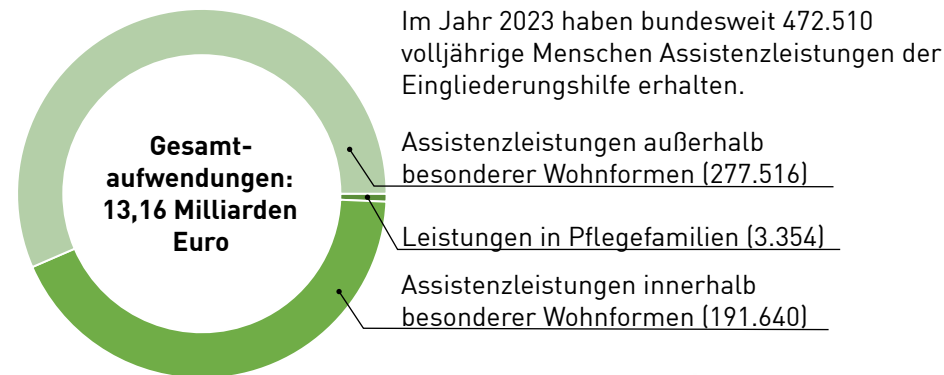 Im Jahr 2023 haben bundesweit 472.510
volljährige Menschen Assistenzleistungen der
Eingliederungshilfe erhalten.
Gesamt-
aufwendungen:
13,16 Milliarden
Euro
Assistenzleistungen außerhalb
besonderer Wohnformen (277.516)
Leistungen in Pflegefamilien (3.354)
Assistenzleistungen innerhalb
besonderer Wohnformen (191.640)